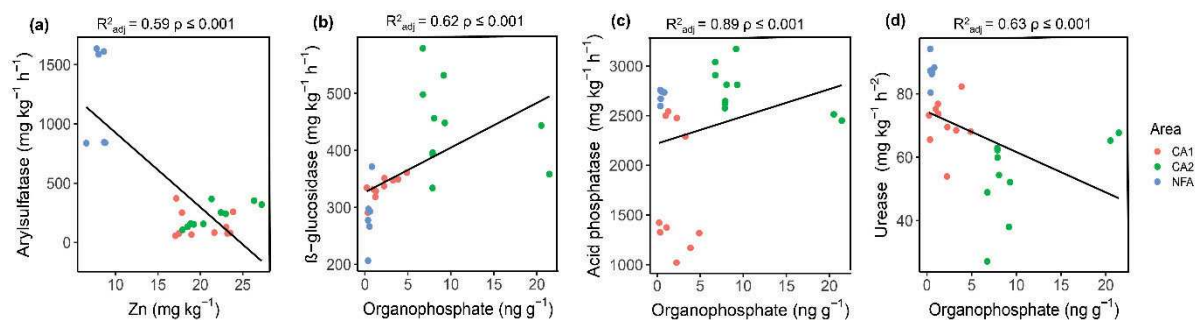 (a) R²adj = 0.59 ρ ≤ 0.001
Arylsulfatase (mg kg⁻¹ h⁻¹)
1500
1000
500
0
10 15 20 25
Zn (mg kg⁻¹)
(b) R²adj = 0.62 ρ ≤ 0.001
ß−glucosidase (mg kg⁻¹ h⁻¹)
500
400
300
200
0 5 10 15 20
Organophosphate (ng g⁻¹)
(c) R²adj = 0.89 ρ ≤ 0.001
Acid phosphatase (mg kg⁻¹ h⁻¹)
3000
2500
2000
1500
1000
0 5 10 15 20
Organophosphate (ng g⁻¹)
(d) R²adj = 0.63 ρ ≤ 0.001
Urease (mg kg⁻¹ h⁻²)
80
60
40
0 5 10 15 20
Organophosphate (ng g⁻¹)
Area
CA1
CA2
NFA